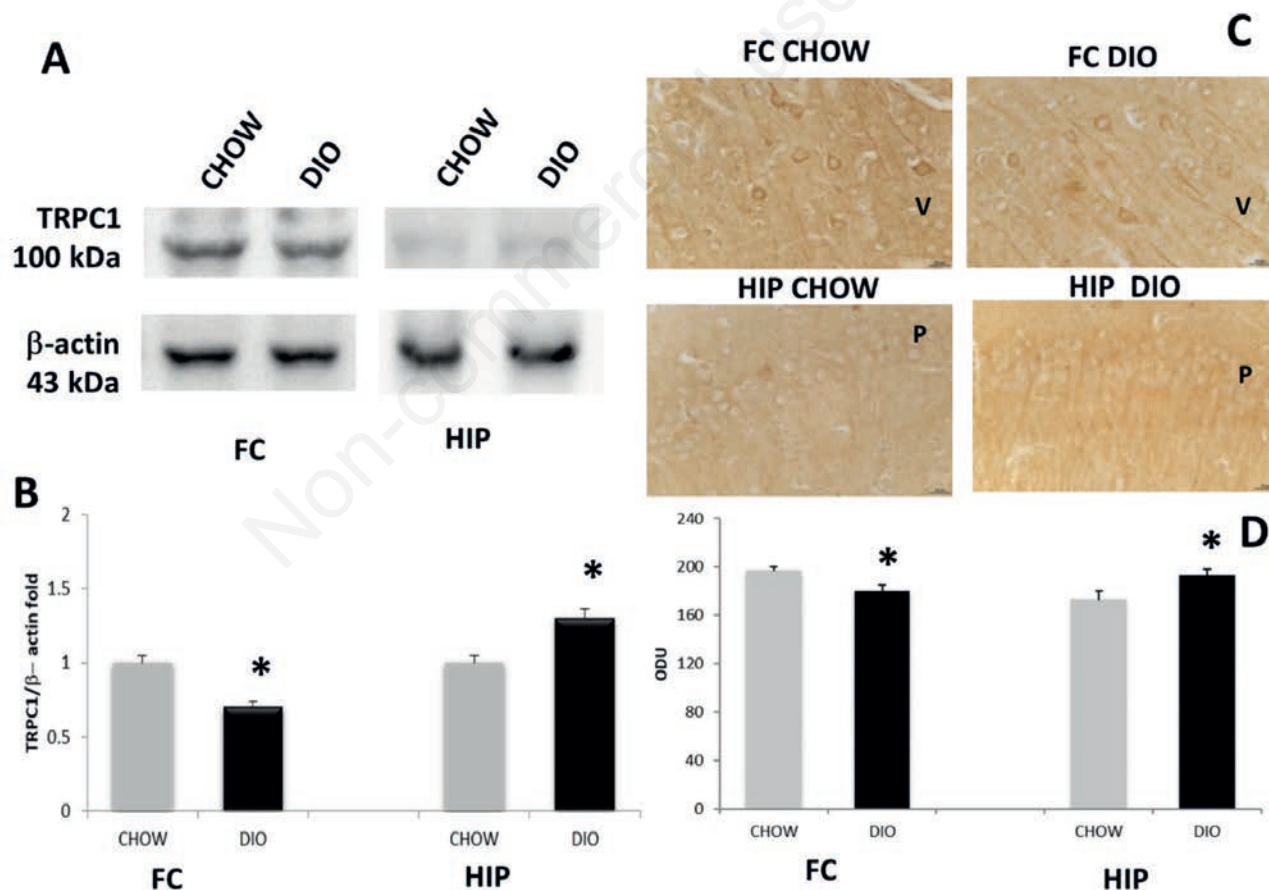 A
CHOW
DIO
CHOW
DIO
TRPC1
100 kDa
β-actin
43 kDa
FC
HIP
C
FC CHOW
FC DIO
V
V
HIP CHOW
HIP DIO
P
P
B
TRPC1/β– actin fold
2
1.5
1
0.5
0
*
*
CHOW
DIO
CHOW
DIO
FC
HIP
D
ODU
240
200
160
120
80
40
0
*
*
CHOW
DIO
CHOW
DIO
FC
HIP
Non-commercial us